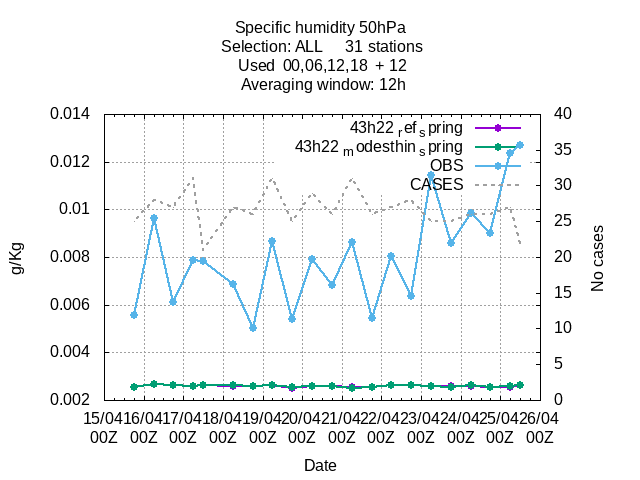 Specific humidity 50hPa
Selection: ALL 31 stations
Used 00,06,12,18 + 12
Averaging window: 12h
0.014
0.012
0.01
0.008
0.006
0.004
0.002
g/Kg
40
35
30
25
20
15
10
5
0
No cases
43h22_ref_spring
43h22_modesthin_spring
OBS
CASES
15/04 16/04 17/04 18/04 19/04 20/04 21/04 22/04 23/04 24/04 25/04 26/04
00Z 00Z 00Z 00Z 00Z 00Z 00Z 00Z 00Z 00Z 00Z 00Z
Date